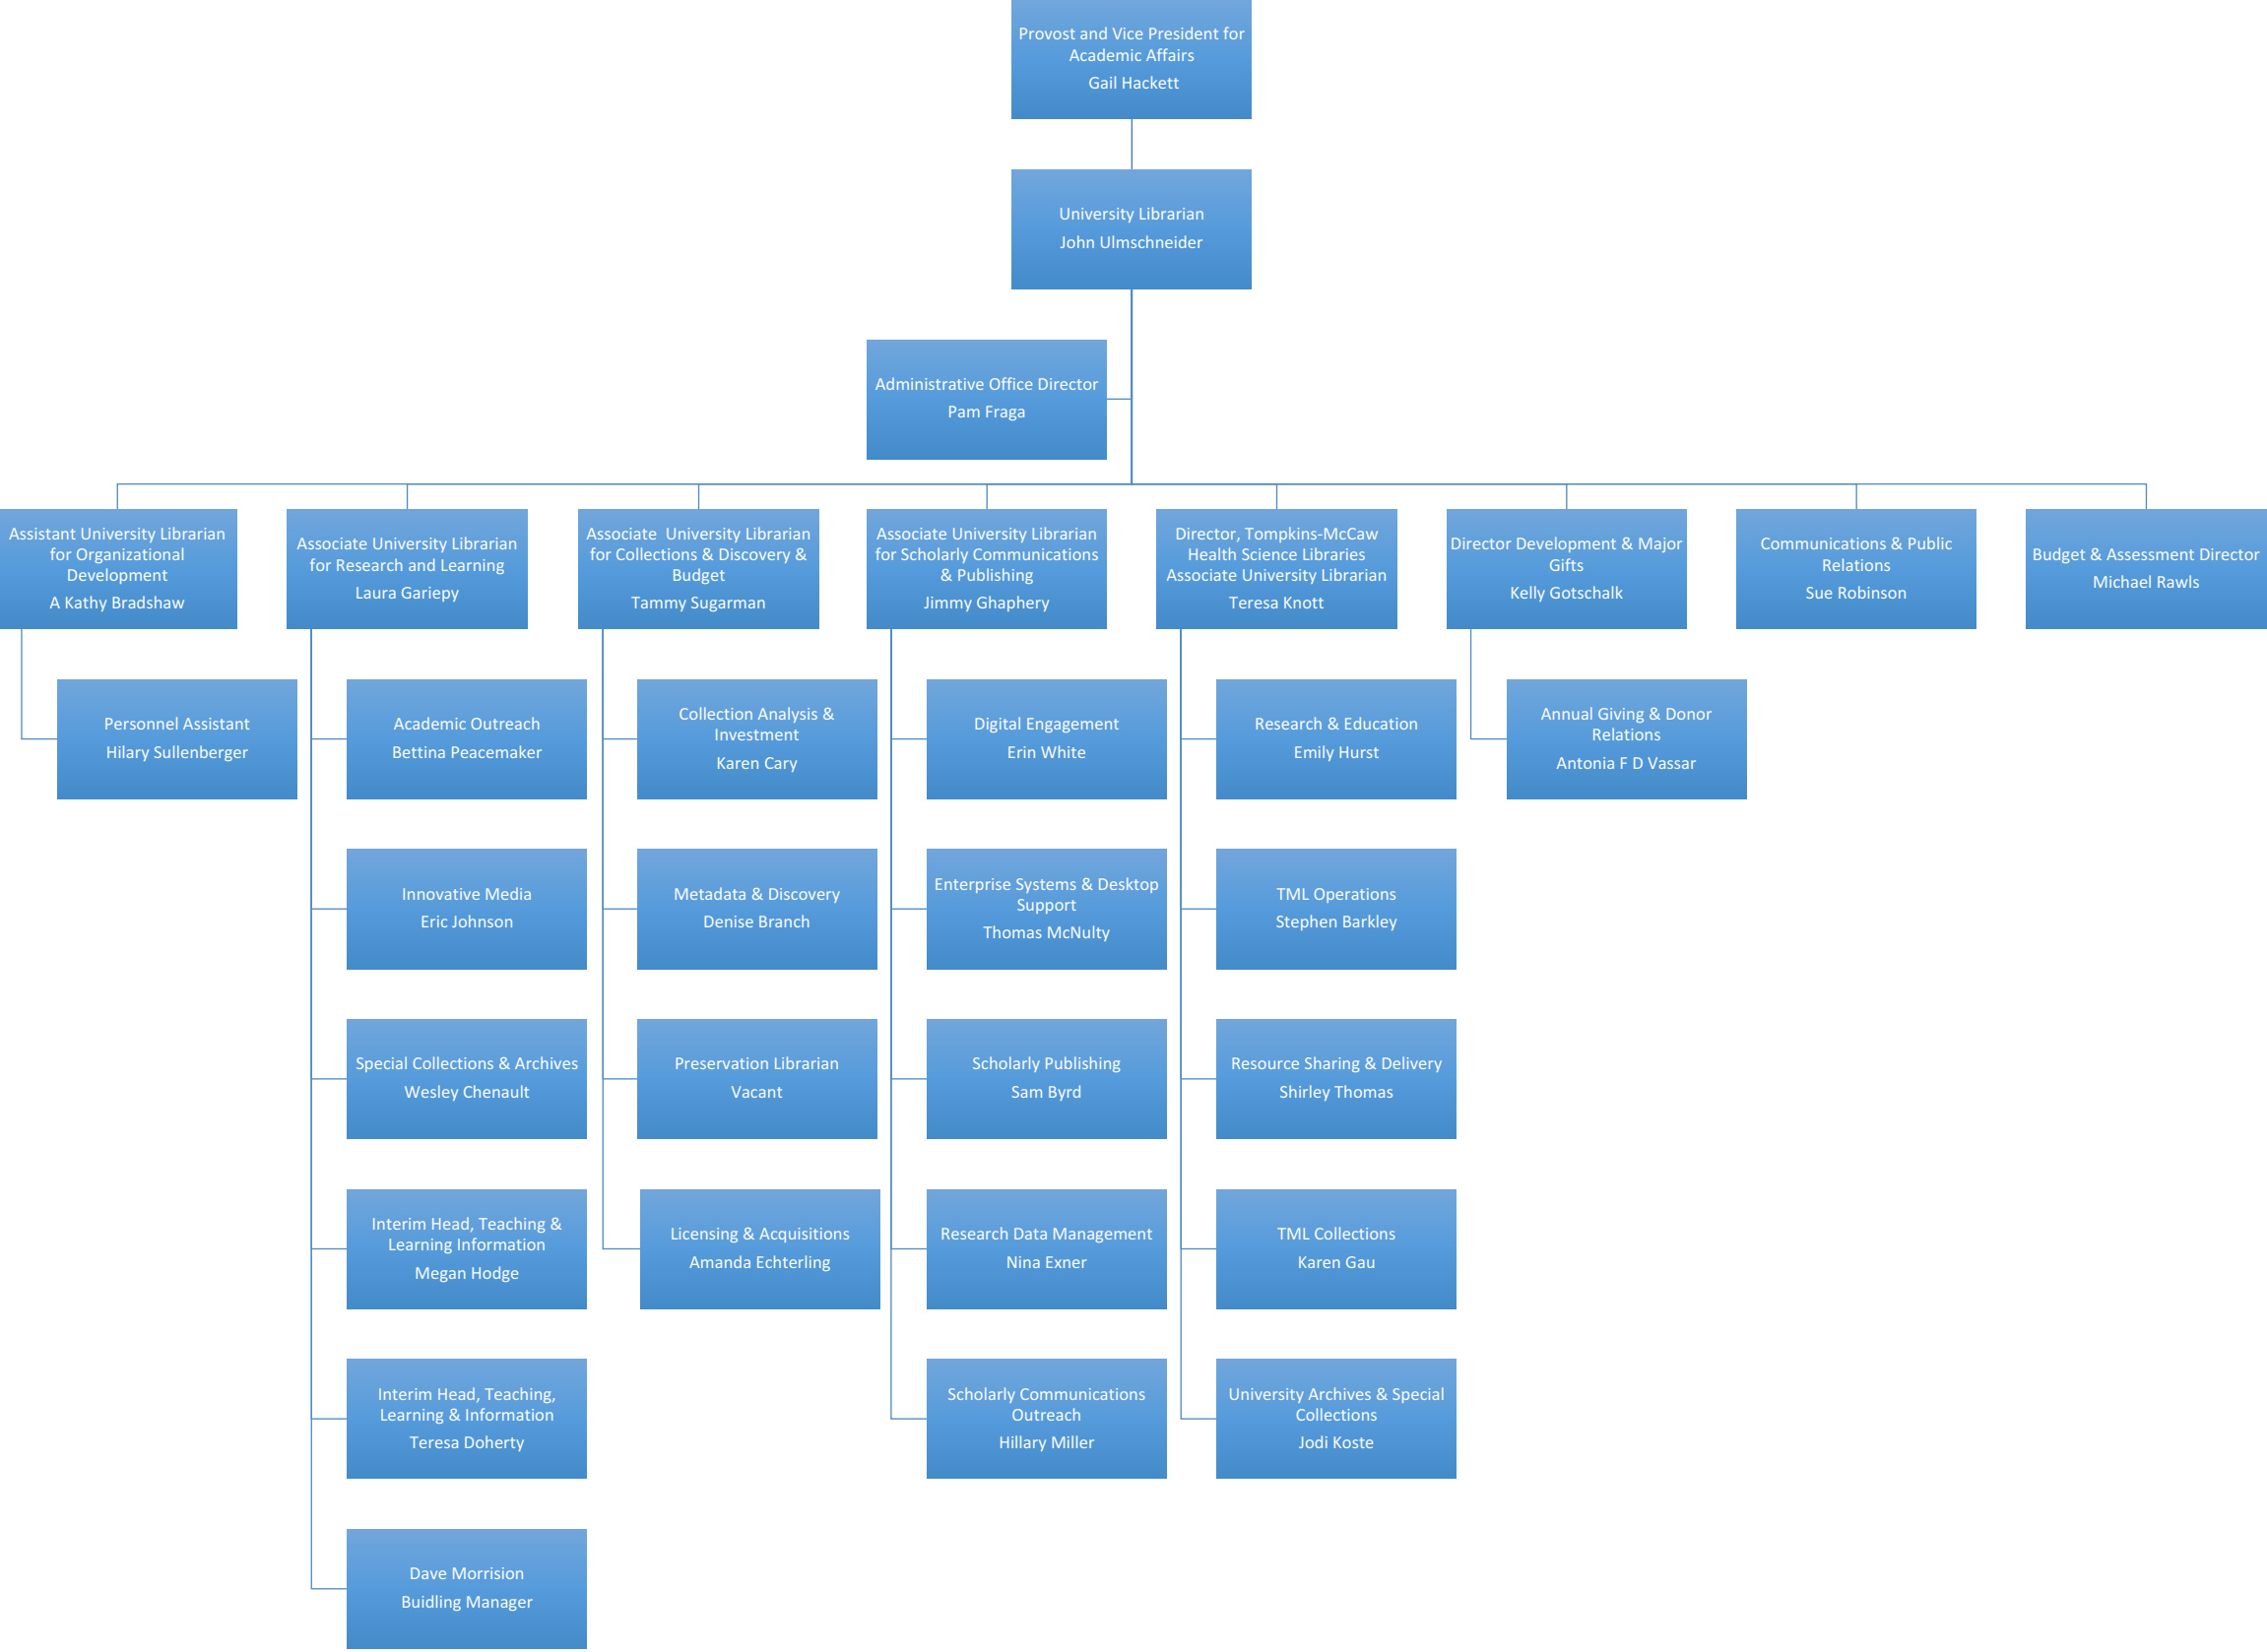 Provost and Vice President for
Academic Affairs
Gail Hackett
University Librarian
John Ulmschneider
Administrative Office Director
Pam Fraga
Assistant University Librarian
for Organizational
Development
A Kathy Bradshaw
Associate University Librarian
for Research and Learning
Laura Gariepy
Associate  University Librarian
for Collections & Discovery &
Budget
Tammy Sugarman
Associate University Librarian
for Scholarly Communications
& Publishing
Jimmy Ghaphery
Director, Tompkins-McCaw
Health Science Libraries
Associate University Librarian
Teresa Knott
Director Development & Major
Gifts
Kelly Gotschalk
Communications & Public
Relations
Sue Robinson
Budget & Assessment Director
Michael Rawls
Personnel Assistant
Hilary Sullenberger
Academic Outreach
Bettina Peacemaker
Collection Analysis &
Investment
Karen Cary
Digital Engagement
Erin White
Research & Education
Emily Hurst
Annual Giving & Donor
Relations
Antonia F D Vassar
Innovative Media
Eric Johnson
Metadata & Discovery
Denise Branch
Enterprise Systems & Desktop
Support
Thomas McNulty
TML Operations
Stephen Barkley
Special Collections & Archives
Wesley Chenault
Preservation Librarian
Vacant
Scholarly Publishing
Sam Byrd
Resource Sharing & Delivery
Shirley Thomas
Interim Head, Teaching &
Learning Information
Megan Hodge
Licensing & Acquisitions
Amanda Echterling
Research Data Management
Nina Exner
TML Collections
Karen Gau
Interim Head, Teaching,
Learning & Information
Teresa Doherty
Scholarly Communications
Outreach
Hillary Miller
University Archives & Special
Collections
Jodi Koste
Dave Morrision
Buidling Manager